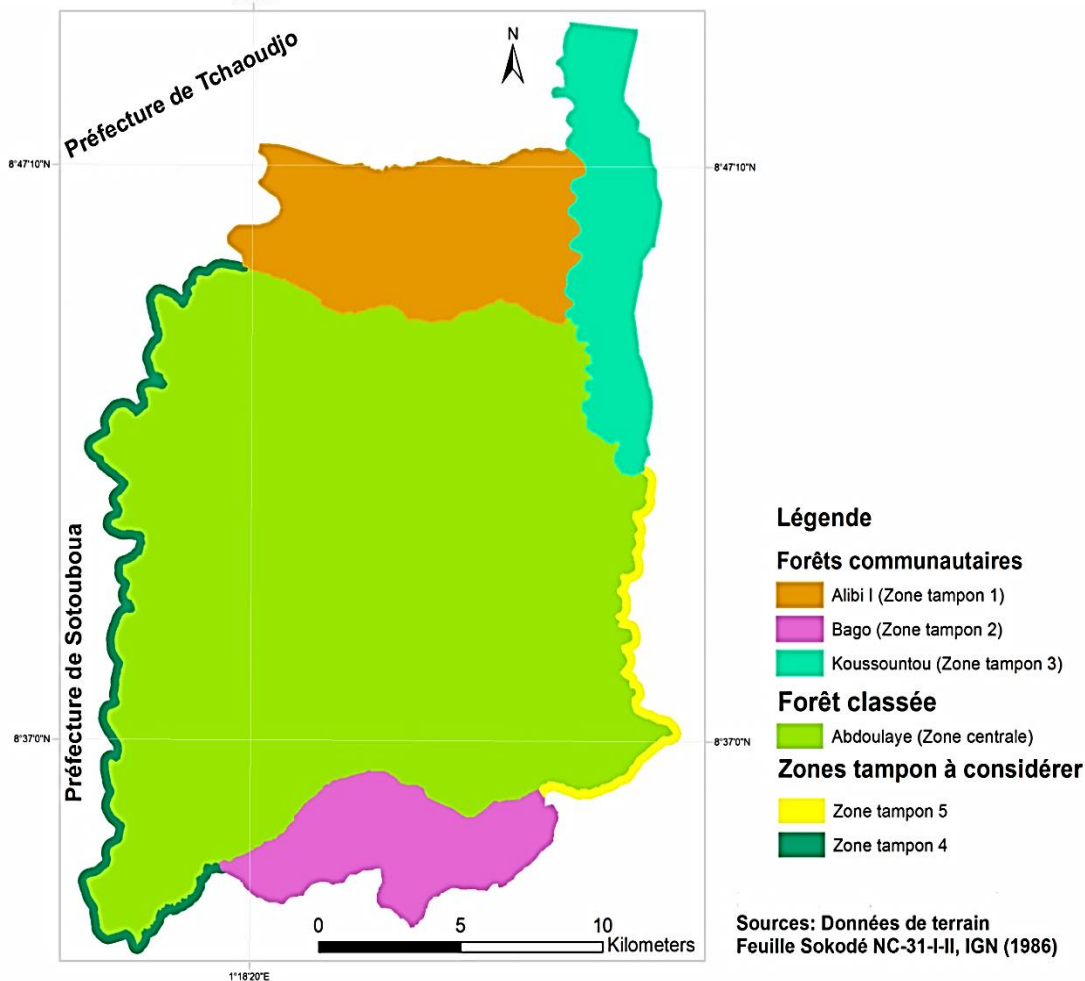 Préfecture de Tchaoudjo
N
8°47'10"N
8°47'10"N
Préfecture de Sotouboua
Légende
Forêts communautaires
Alibi I (Zone tampon 1)
Bago (Zone tampon 2)
Koussountou (Zone tampon 3)
Forêt classée
Abdoulaye (Zone centrale)
Zones tampon à considérer
Zone tampon 5
Zone tampon 4
8°37'0"N
8°37'0"N
0 5 10
Kilometers
Sources: Données de terrain
Feuille Sokodé NC-31-I-II, IGN (1986)
1°18'20"E